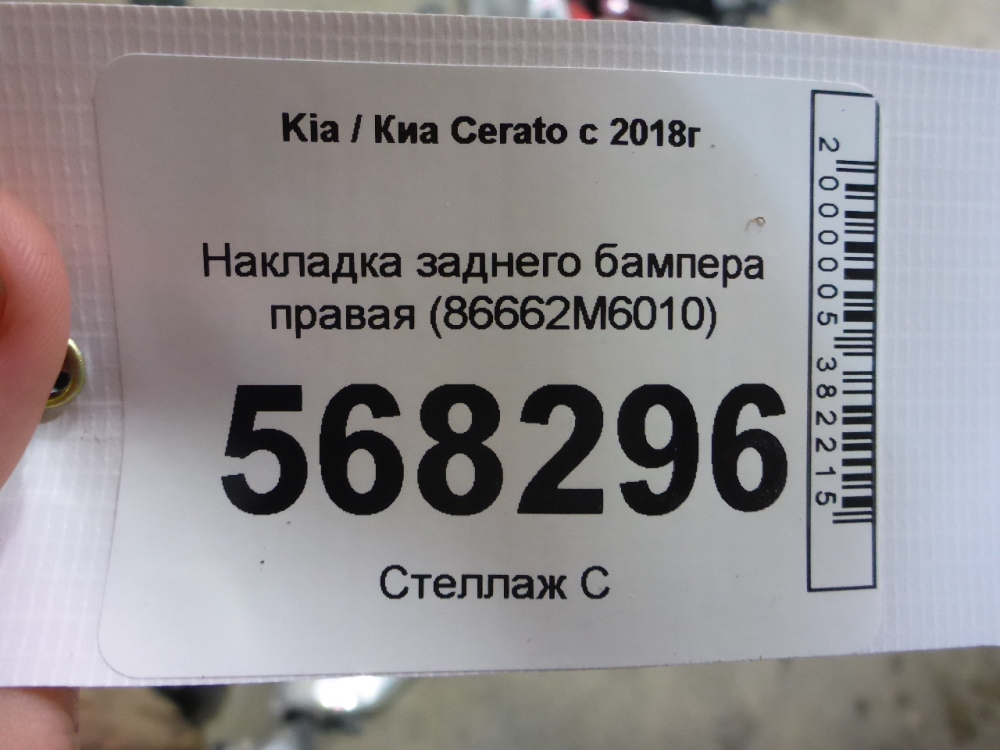 Kia / Киа Cerato с 2018г
Накладка заднего бампера
правая (86662M6010)
568296
Стеллаж С
2000005382215